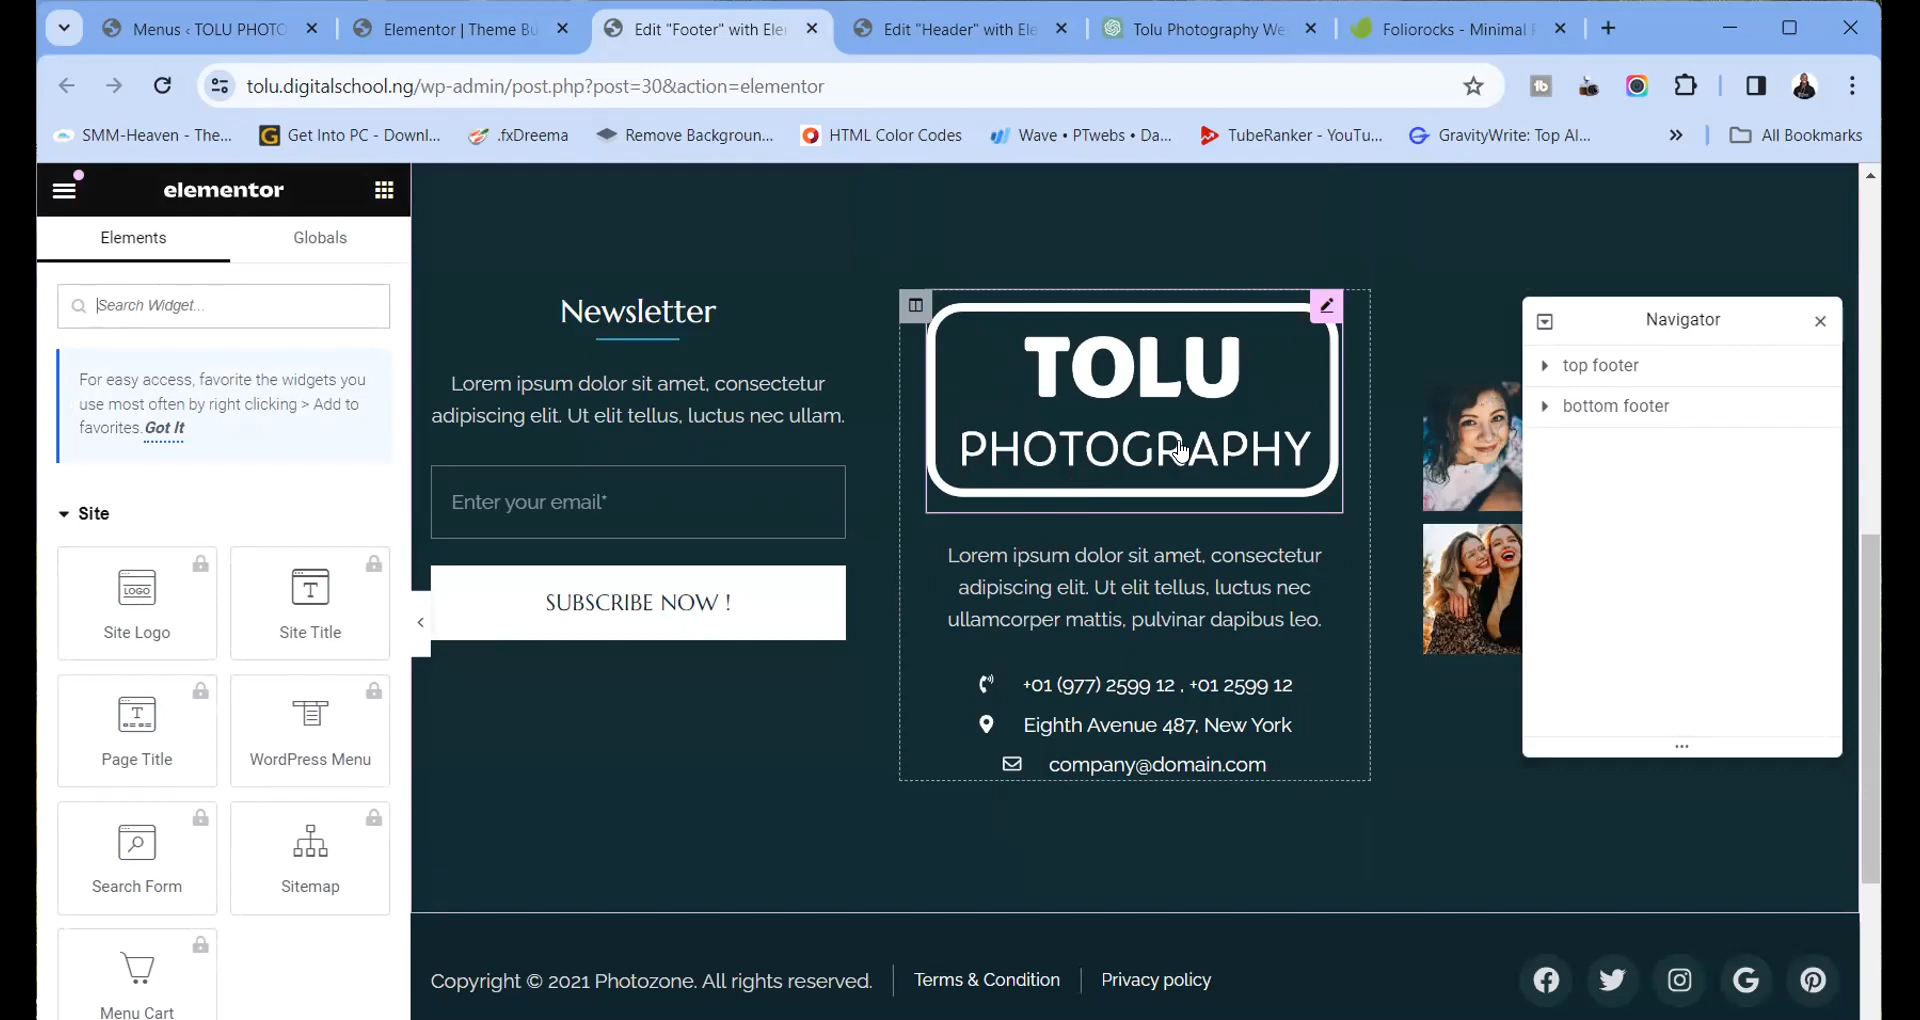 Menus ‹ TOLU PHOTO
Elementor | Theme Bu
Edit "Footer" with Ele
Edit "Header" with Ele
Tolu Photography We
Foliorocks - Minimal P
tolu.digitalschool.ng/wp-admin/post.php?post=30&action=elementor
SMM-Heaven - The...
Get Into PC - Downl...
.fxDreema
Remove Backgroun...
HTML Color Codes
Wave • PTwebs • Da...
TubeRanker - YouTu...
GravityWrite: Top AI...
»
All Bookmarks
elementor
Elements
Globals
Search Widget...
For easy access, favorite the widgets you
use most often by right clicking > Add to
favorites. Got It
Site
LOGO
Site Logo
Site Title
Page Title
WordPress Menu
Search Form
Sitemap
Menu Cart
Newsletter
Lorem ipsum dolor sit amet, consectetur
adipiscing elit. Ut elit tellus, luctus nec ullam.
Enter your email*
SUBSCRIBE NOW !
TOLU
PHOTOGRAPHY
Lorem ipsum dolor sit amet, consectetur
adipiscing elit. Ut elit tellus, luctus nec
ullamcorper mattis, pulvinar dapibus leo.
+01 (977) 2599 12 , +01 2599 12
Eighth Avenue 487, New York
company@domain.com
Navigator
top footer
bottom footer
Copyright © 2021 Photozone. All rights reserved.
Terms & Condition
Privacy policy